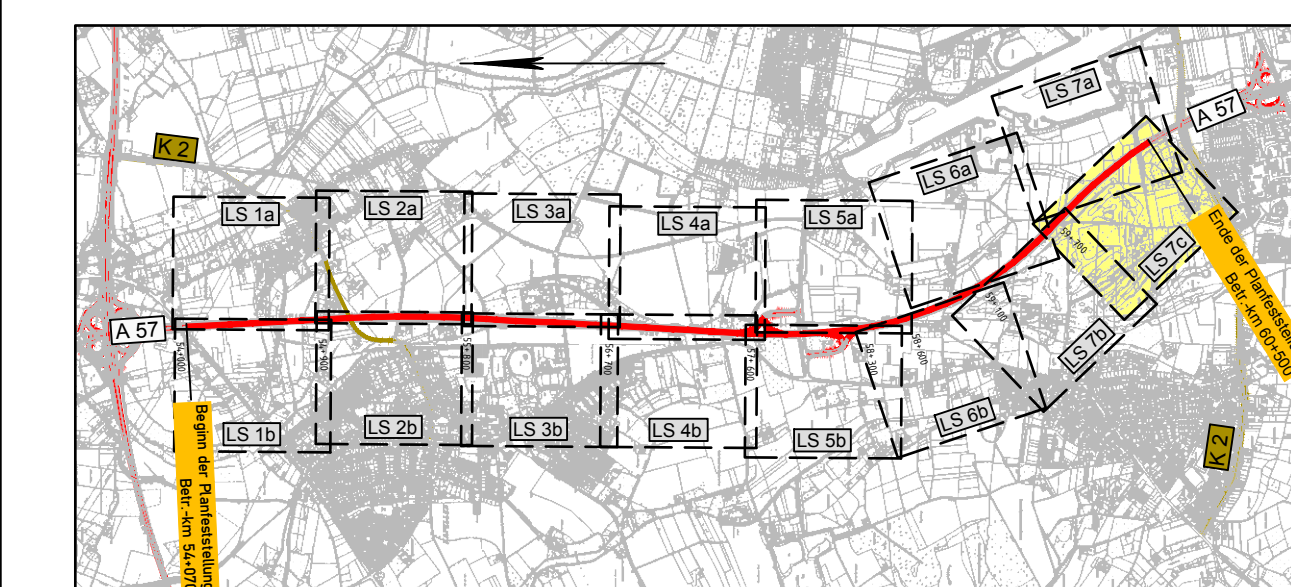 LS 7a
A 57
K 2
LS 6a
LS 1a
LS 2a
LS 3a
LS 4a
LS 5a
59+700
LS 7c
Ende der Planfeststell
Betr.-km 60+500
A 57
54+000
54+900
55+800
56+700
57+600
58+300
58+600
59+100
LS 7b
LS 1b
LS 2b
LS 3b
LS 4b
LS 5b
LS 6b
K 2
Beginn der Planfeststellung
Betr.-km 54+070